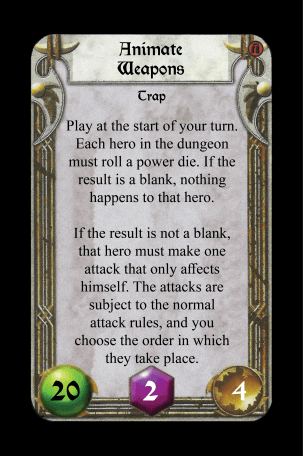 Animate
Weapons
Trap
Play at the start of your turn.
Each hero in the dungeon
must roll a power die. If the
result is a blank, nothing
happens to that hero.
If the result is not a blank,
that hero must make one
attack that only affects
himself. The attacks are
subject to the normal
attack rules, and you
choose the order in which
they take place.
20
2
4